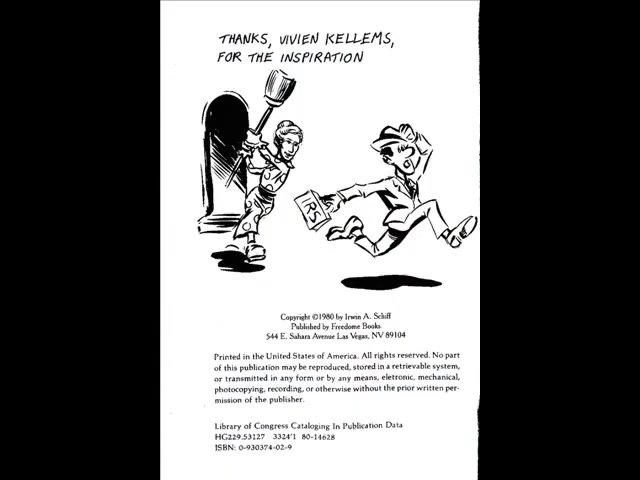 THANKS, VIVIEN KELLEMS,
FOR THE INSPIRATION
IRS
Copyright ©1980 by Irwin A. Schiff
Published by Freedome Books
544 E. Sahara Avenue Las Vegas, NV 89104
Printed in the United States of America. All rights reserved. No part
of this publication may be reproduced, stored in a retrievable system,
or transmitted in any form or by any means, eletronic, mechanical,
photocopying, recording, or otherwise without the prior written per-
mission of the publisher.
Library of Congress Cataloging In Publication Data
HG229.53127 3324'1 80-14628
ISBN: 0-930374-02-9